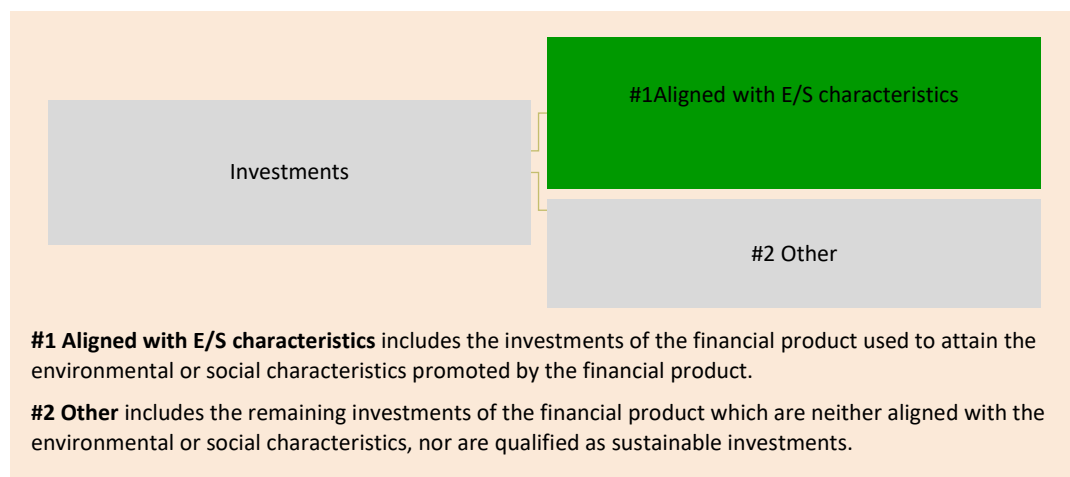 #1Aligned with E/S characteristics
Investments
#2 Other
#1 Aligned with E/S characteristics includes the investments of the financial product used to attain the
environmental or social characteristics promoted by the financial product.
#2 Other includes the remaining investments of the financial product which are neither aligned with the
environmental or social characteristics, nor are qualified as sustainable investments.